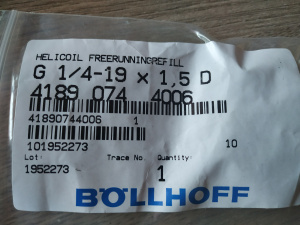 HELICOIL FREERUNNINGREFILL
G 1/4-19 x 1,5 D
4189 074 4006
41890744006 1
101952273 10
Lot: Trace No. Quantity:
1952273 1
BÖLLHOFF